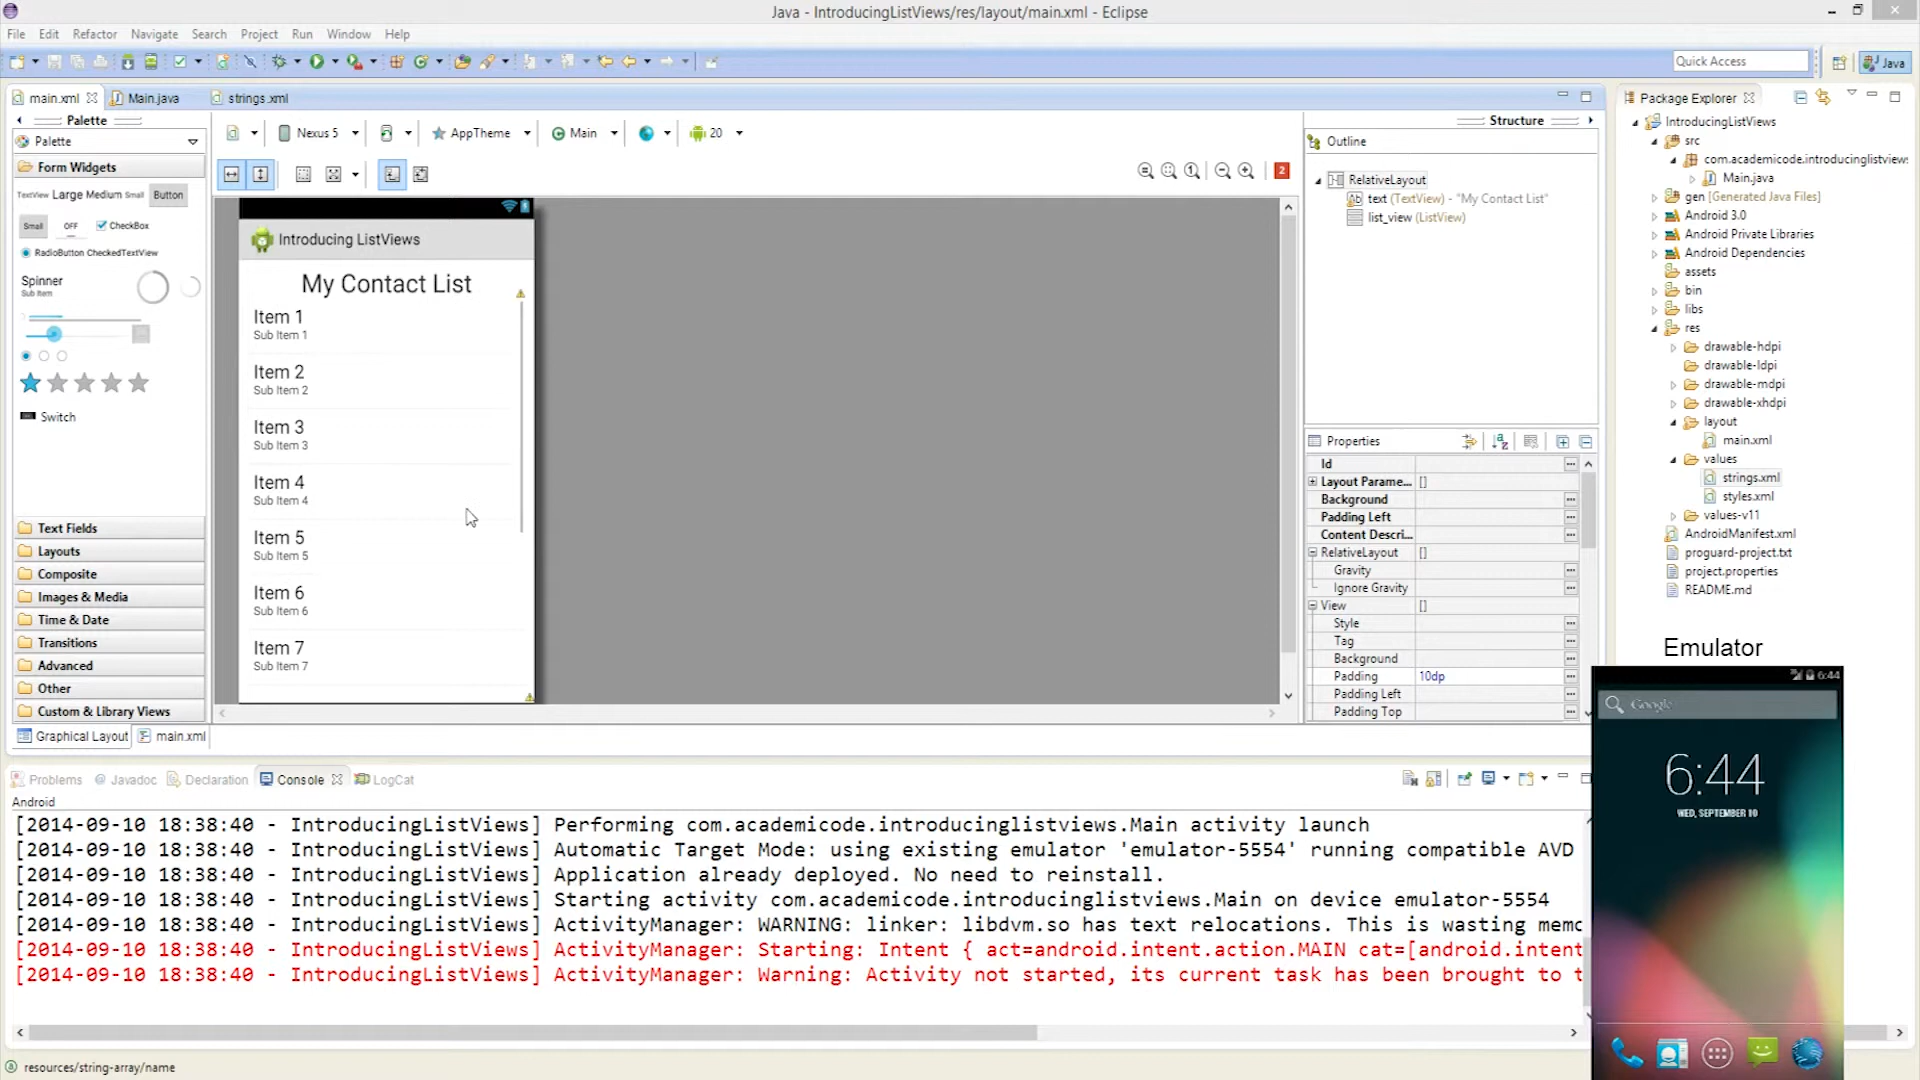 Java - IntroducingListViews/res/layout/main.xml - Eclipse
File Edit Refactor Navigate Search Project Run Window Help
Quick Access
Java
main.xml Main.java strings.xml
Palette
Palette
Form Widgets
TextView Large Medium Small Button
Small OFF CheckBox
RadioButton CheckedTextView
Spinner
Sub Item
Switch
Text Fields
Layouts
Composite
Images & Media
Time & Date
Transitions
Advanced
Other
Custom & Library Views
Graphical Layout main.xml
Nexus 5 AppTheme Main 20
2
Introducing ListViews
My Contact List
Item 1
Sub Item 1
Item 2
Sub Item 2
Item 3
Sub Item 3
Item 4
Sub Item 4
Item 5
Sub Item 5
Item 6
Sub Item 6
Item 7
Sub Item 7
Structure
Outline
RelativeLayout
text (TextView) - "My Contact List"
list_view (ListView)
Properties
Id
Layout Parame... []
Background
Padding Left
Content Descri...
RelativeLayout []
Gravity
Ignore Gravity
View []
Style
Tag
Background
Padding 10dp
Padding Left
Padding Top
Package Explorer
IntroducingListViews
src
com.academicode.introducinglistviews
Main.java
gen [Generated Java Files]
Android 3.0
Android Private Libraries
Android Dependencies
assets
bin
libs
res
drawable-hdpi
drawable-ldpi
drawable-mdpi
drawable-xhdpi
layout
main.xml
values
strings.xml
styles.xml
values-v11
AndroidManifest.xml
proguard-project.txt
project.properties
README.md
Emulator
6:44
Google
6:44
WED, SEPTEMBER 10
Problems Javadoc Declaration Console LogCat
Android
[2014-09-10 18:38:40 - IntroducingListViews] Performing com.academicode.introducinglistviews.Main activity launch
[2014-09-10 18:38:40 - IntroducingListViews] Automatic Target Mode: using existing emulator 'emulator-5554' running compatible AVD
[2014-09-10 18:38:40 - IntroducingListViews] Application already deployed. No need to reinstall.
[2014-09-10 18:38:40 - IntroducingListViews] Starting activity com.academicode.introducinglistviews.Main on device emulator-5554
[2014-09-10 18:38:40 - IntroducingListViews] ActivityManager: WARNING: linker: libdvm.so has text relocations. This is wasting memo
[2014-09-10 18:38:40 - IntroducingListViews] ActivityManager: Starting: Intent { act=android.intent.action.MAIN cat=[android.intent
[2014-09-10 18:38:40 - IntroducingListViews] ActivityManager: Warning: Activity not started, its current task has been brought to t
resources/string-array/name